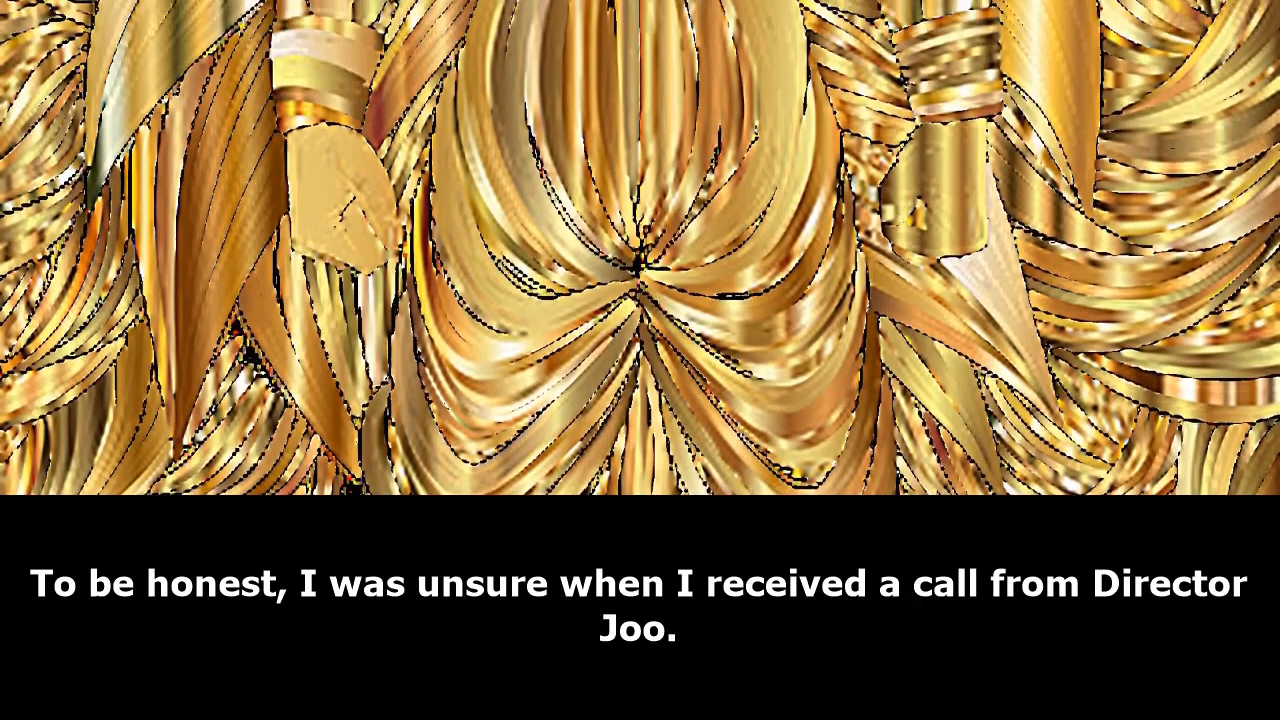 To be honest, I was unsure when I received a call from Director
Joo.